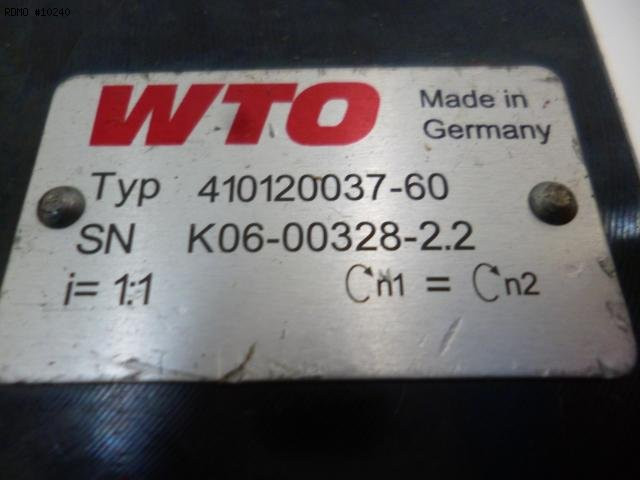 RDMO #10240
WTO
Made in
Germany
Typ 410120037-60
SN K06-00328-2.2
i= 1:1 n1 = n2